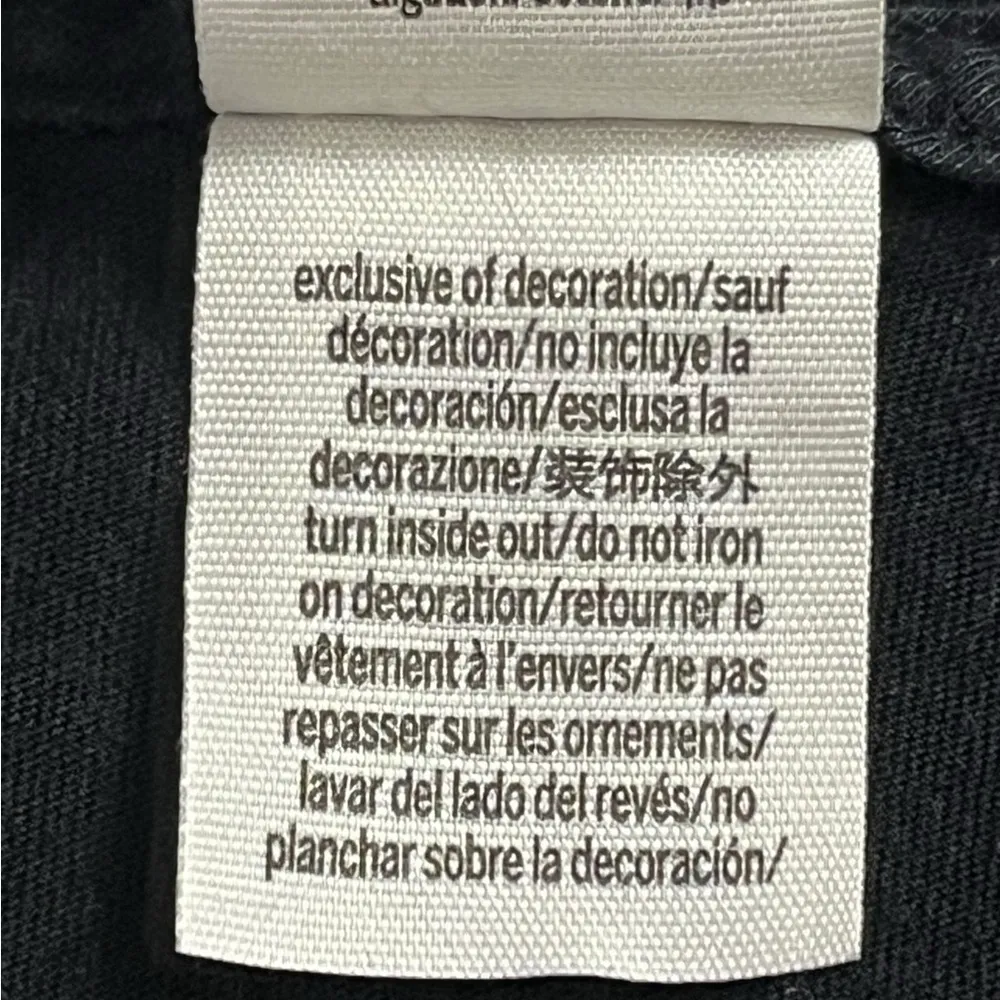 exclusive of decoration/sauf
décoration/no incluye la
decoración/esclusa la
decorazione/装饰除外
turn inside out/do not iron
on decoration/retourner le
vêtement à l'envers/ne pas
repasser sur les ornements/
lavar del lado del revés/no
planchar sobre la decoración/